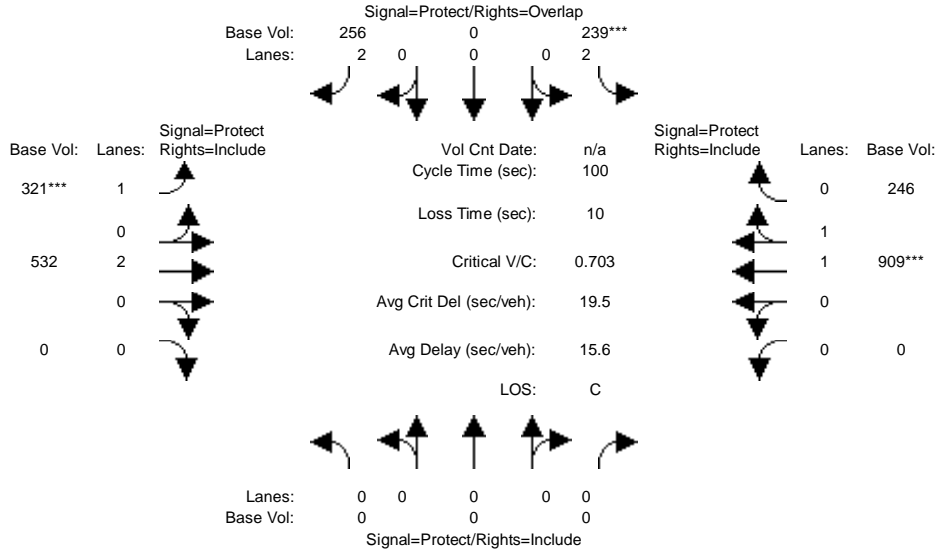 Signal=Protect/Rights=Overlap
Base Vol: 256 0 239***
Lanes: 2 0 0 0 2
Signal=Protect
Signal=Protect
Base Vol: Lanes: Rights=Include Vol Cnt Date: n/a Rights=Include Lanes: Base Vol:
Cycle Time (sec): 100
321*** 1 0 246
Loss Time (sec): 10
0 1
532 2 Critical V/C: 0.703 1 909***
0 Avg Crit Del (sec/veh): 19.5 0
0 0 Avg Delay (sec/veh): 15.6 0 0
LOS: C
Lanes: 0 0 0 0 0
Base Vol: 0 0 0
Signal=Protect/Rights=Include